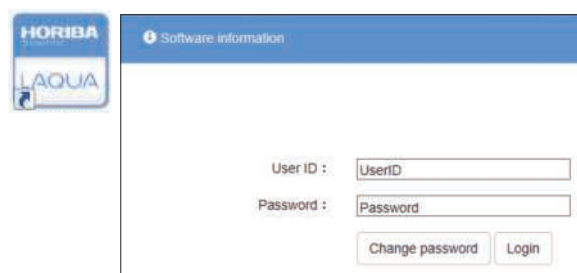 HORIBA
Scientific
LAQUA
Software information
User ID :
UserID
Password :
Password
Change password
Login